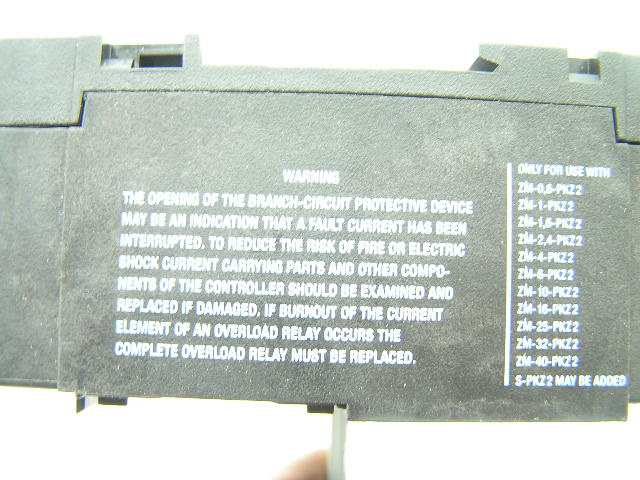 WARNING
THE OPENING OF THE BRANCH-CIRCUIT PROTECTIVE DEVICE
MAY BE AN INDICATION THAT A FAULT CURRENT HAS BEEN
INTERRUPTED. TO REDUCE THE RISK OF FIRE OR ELECTRIC
SHOCK CURRENT CARRYING PARTS AND OTHER COMPO-
NENTS OF THE CONTROLLER SHOULD BE EXAMINED AND
REPLACED IF DAMAGED. IF BURNOUT OF THE CURRENT
ELEMENT OF AN OVERLOAD RELAY OCCURS THE
COMPLETE OVERLOAD RELAY MUST BE REPLACED.
ONLY FOR USE WITH
ZM-0,6-PKZ2
ZM-1-PKZ2
ZM-1,6-PKZ2
ZM-2,4-PKZ2
ZM-4-PKZ2
ZM-6-PKZ2
ZM-10-PKZ2
ZM-16-PKZ2
ZM-25-PKZ2
ZM-32-PKZ2
ZM-40-PKZ2
S-PKZ2 MAY BE ADDED